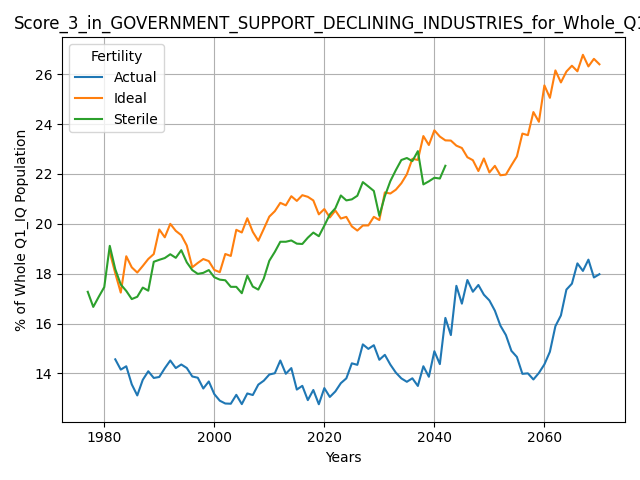 Score_3_in_GOVERNMENT_SUPPORT_DECLINING_INDUSTRIES_for_Whole_Q1
Fertility
Actual
Ideal
Sterile
% of Whole Q1_IQ Population
26
24
22
20
18
16
14
1980
2000
2020
2040
2060
Years